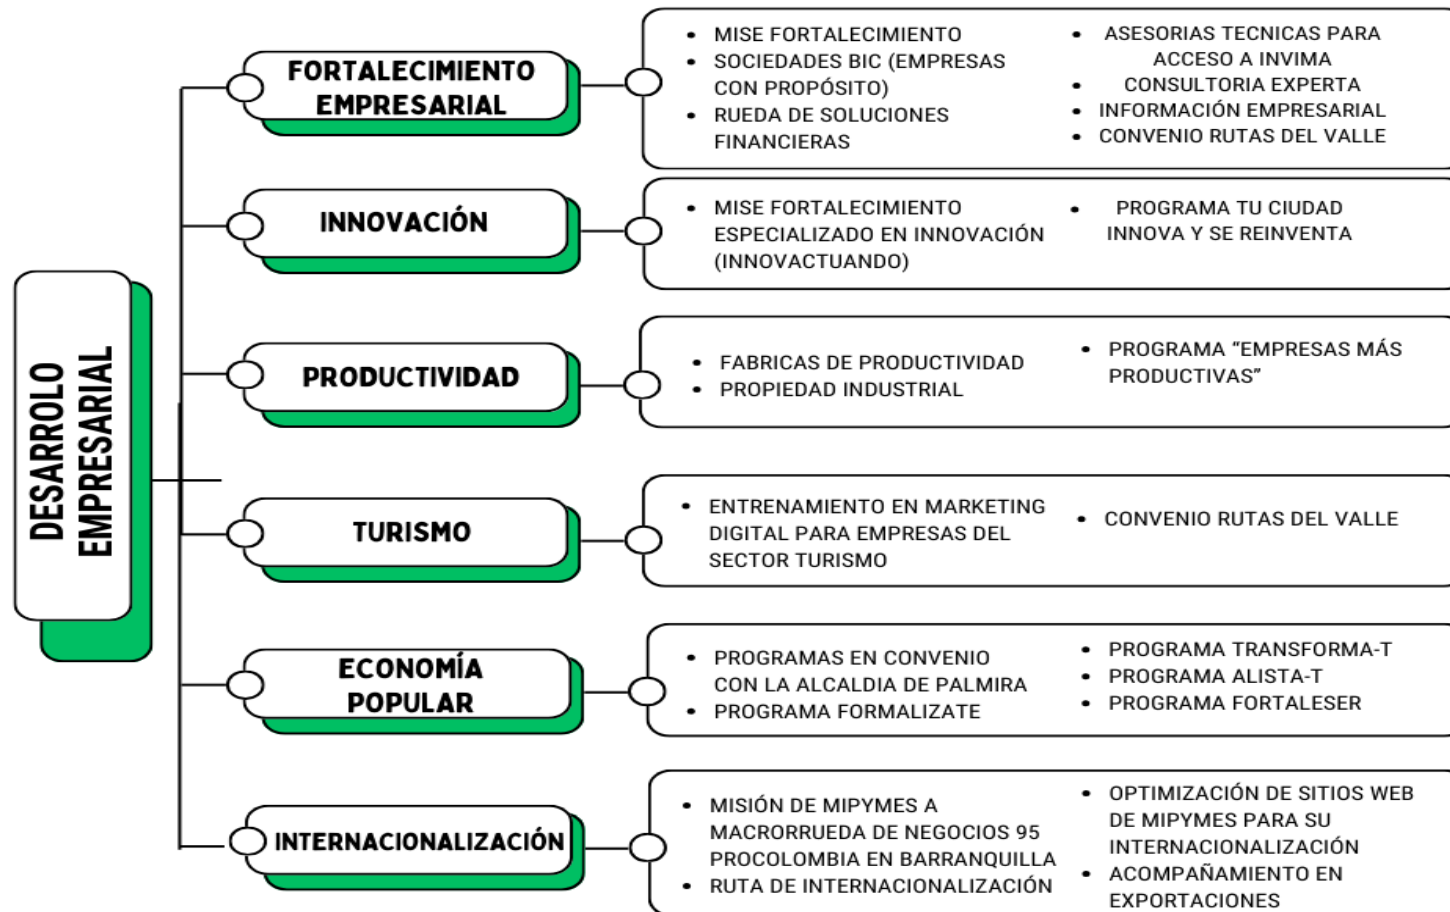 DESARROLO
EMPRESARIAL
FORTALECIMIENTO
EMPRESARIAL
• MISE FORTALECIMIENTO
• SOCIEDADES BIC (EMPRESAS
CON PROPÓSITO)
• RUEDA DE SOLUCIONES
FINANCIERAS
• ASESORIAS TECNICAS PARA
ACCESO A INVIMA
• CONSULTORIA EXPERTA
• INFORMACIÓN EMPRESARIAL
• CONVENIO RUTAS DEL VALLE
INNOVACIÓN
• MISE FORTALECIMIENTO
ESPECIALIZADO EN INNOVACIÓN
(INNOVACTUANDO)
• PROGRAMA TU CIUDAD
INNOVA Y SE REINVENTA
PRODUCTIVIDAD
• FABRICAS DE PRODUCTIVIDAD
• PROPIEDAD INDUSTRIAL
• PROGRAMA “EMPRESAS MÁS
PRODUCTIVAS”
TURISMO
• ENTRENAMIENTO EN MARKETING
DIGITAL PARA EMPRESAS DEL
SECTOR TURISMO
• CONVENIO RUTAS DEL VALLE
ECONOMÍA
POPULAR
• PROGRAMAS EN CONVENIO
CON LA ALCALDIA DE PALMIRA
• PROGRAMA FORMALIZATE
• PROGRAMA TRANSFORMA-T
• PROGRAMA ALISTA-T
• PROGRAMA FORTALESER
INTERNACIONALIZACIÓN
• MISIÓN DE MIPYMES A
MACRORRUEDA DE NEGOCIOS 95
PROCOLOMBIA EN BARRANQUILLA
• RUTA DE INTERNACIONALIZACIÓN
• OPTIMIZACIÓN DE SITIOS WEB
DE MIPYMES PARA SU
INTERNACIONALIZACIÓN
• ACOMPAÑAMIENTO EN
EXPORTACIONES